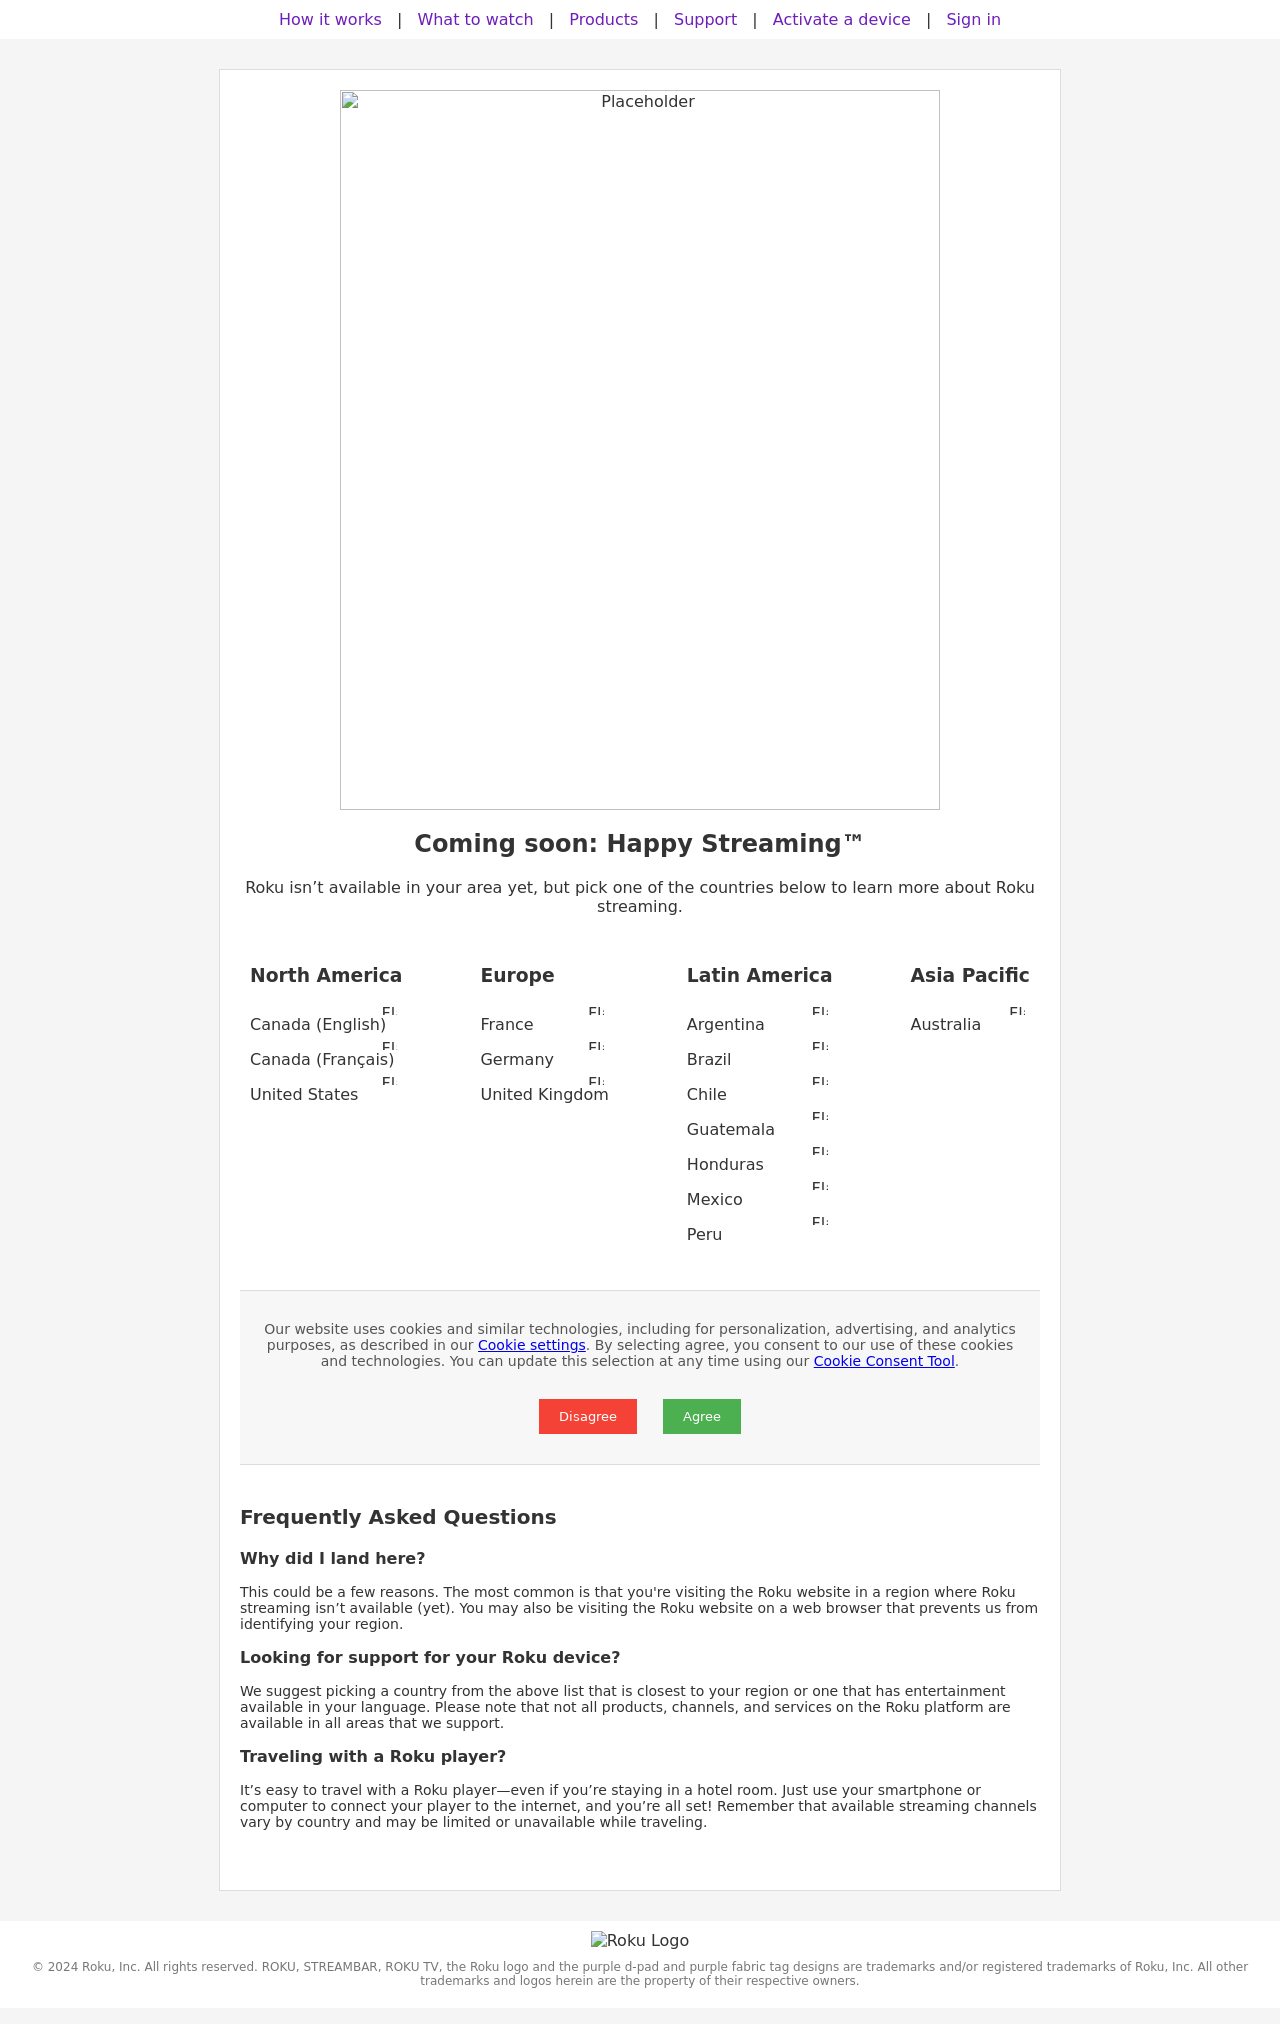 How it works | What to watch | Products | Support | Activate a device | Sign in
Placeholder
Coming soon: Happy Streaming™
Roku isn’t available in your area yet, but pick one of the countries below to learn more about Roku
streaming.
North America
Canada (English)
Canada (Français)
United States
Europe
France
Germany
United Kingdom
Latin America
Argentina
Brazil
Chile
Guatemala
Honduras
Mexico
Peru
Asia Pacific
Australia
Our website uses cookies and similar technologies, including for personalization, advertising, and analytics
purposes, as described in our Cookie settings. By selecting agree, you consent to our use of these cookies
and technologies. You can update this selection at any time using our Cookie Consent Tool.
Disagree Agree
Frequently Asked Questions
Why did I land here?
This could be a few reasons. The most common is that you're visiting the Roku website in a region where Roku
streaming isn’t available (yet). You may also be visiting the Roku website on a web browser that prevents us from
identifying your region.
Looking for support for your Roku device?
We suggest picking a country from the above list that is closest to your region or one that has entertainment
available in your language. Please note that not all products, channels, and services on the Roku platform are
available in all areas that we support.
Traveling with a Roku player?
It’s easy to travel with a Roku player—even if you’re staying in a hotel room. Just use your smartphone or
computer to connect your player to the internet, and you’re all set! Remember that available streaming channels
vary by country and may be limited or unavailable while traveling.
Roku Logo
© 2024 Roku, Inc. All rights reserved. ROKU, STREAMBAR, ROKU TV, the Roku logo and the purple d-pad and purple fabric tag designs are trademarks and/or registered trademarks of Roku, Inc. All other
trademarks and logos herein are the property of their respective owners.